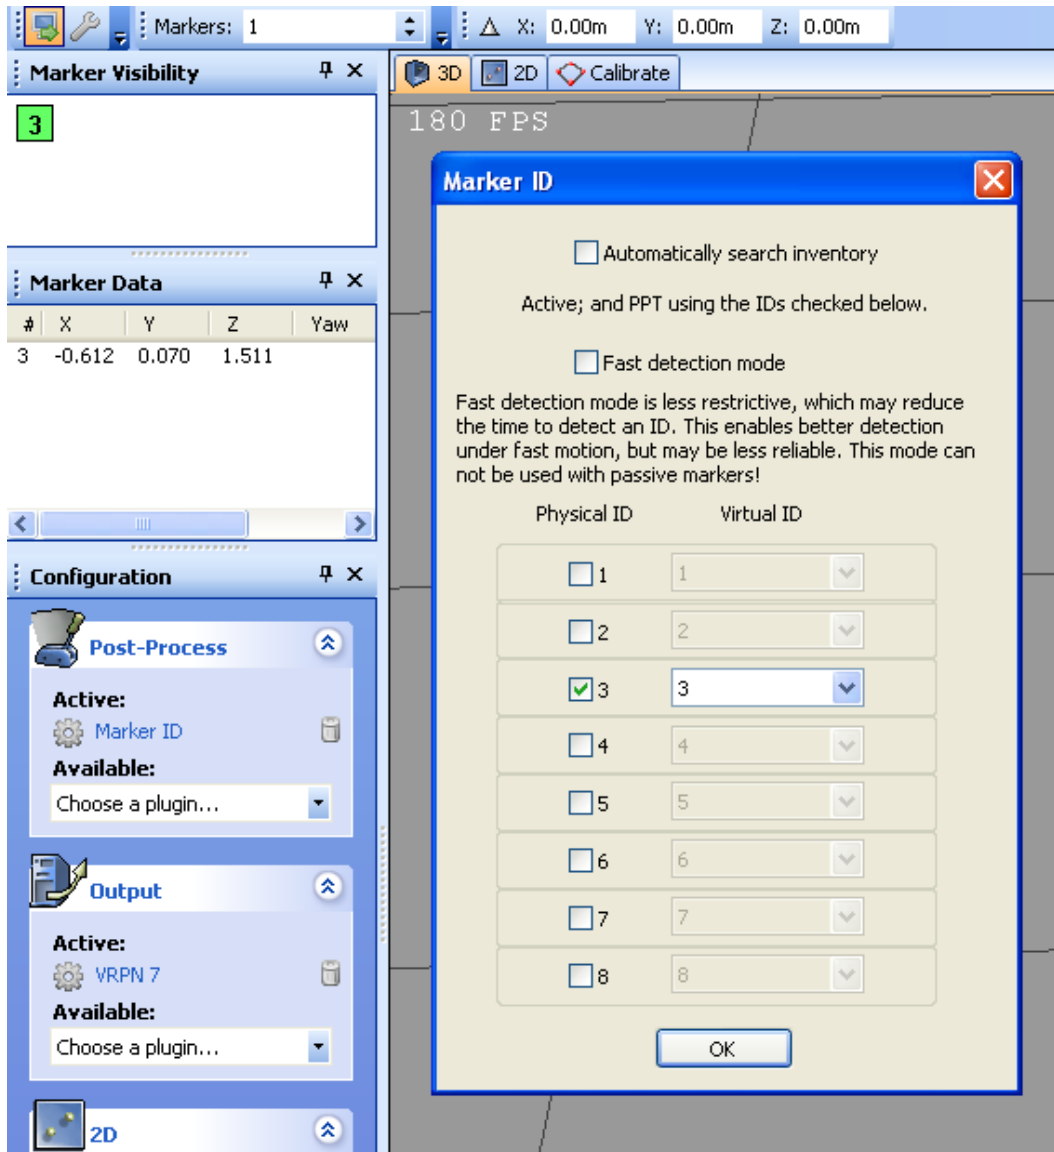 Markers: 1
X: 0.00m Y: 0.00m Z: 0.00m
Marker Visibility
3
Marker Data
# X Y Z Yaw
3 -0.612 0.070 1.511
Configuration
Post-Process
Active:
Marker ID
Available:
Choose a plugin...
Output
Active:
VRPN 7
Available:
Choose a plugin...
2D
3D 2D Calibrate
180 FPS
Marker ID
Automatically search inventory
Active; and PPT using the IDs checked below.
Fast detection mode
Fast detection mode is less restrictive, which may reduce
the time to detect an ID. This enables better detection
under fast motion, but may be less reliable. This mode can
not be used with passive markers!
Physical ID Virtual ID
1 1
2 2
3 3
4 4
5 5
6 6
7 7
8 8
OK